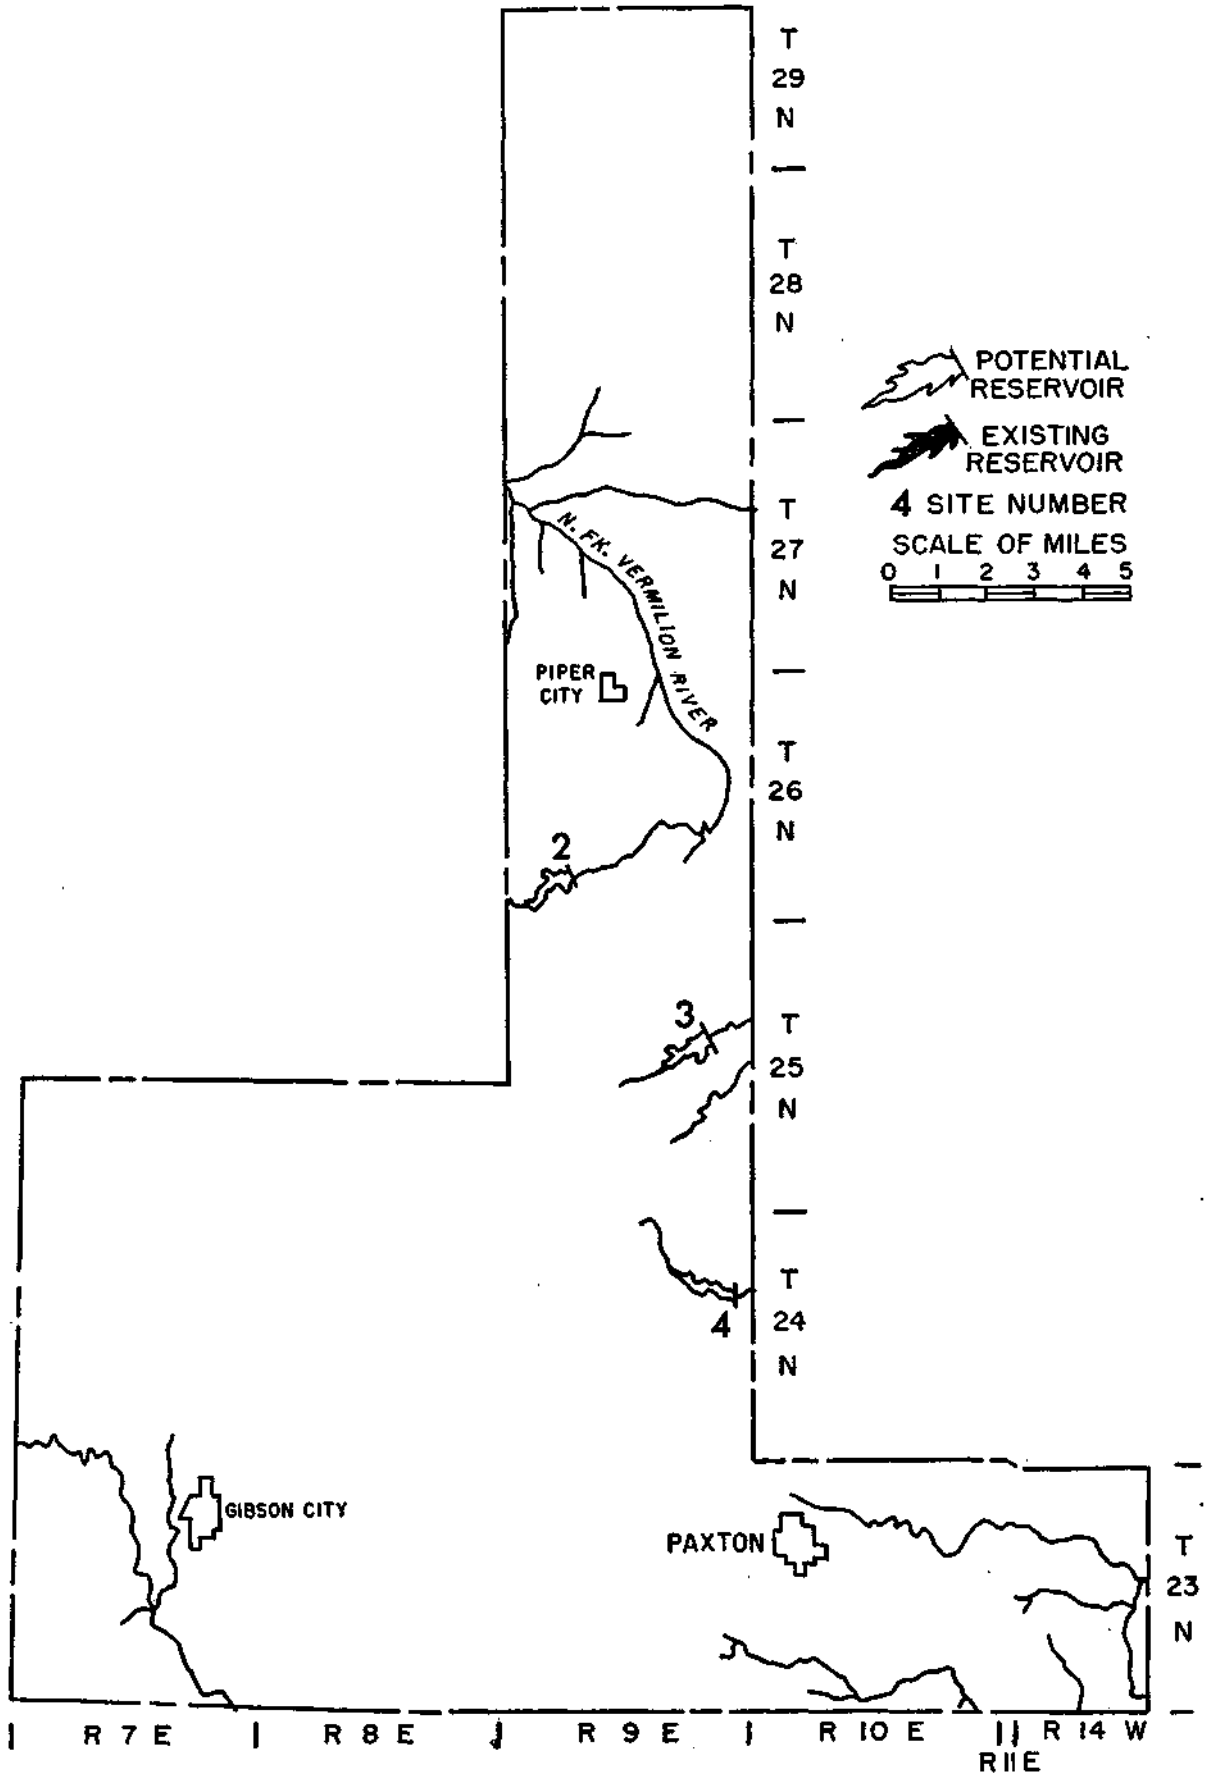 T
29
N
T
28
N
POTENTIAL
RESERVOIR
EXISTING
RESERVOIR
4 SITE NUMBER
SCALE OF MILES
0 1 2 3 4 5
T
27
N
N. FK. VERMILION RIVER
PIPER
CITY
T
26
N
2
3
T
25
N
T
24
N
4
GIBSON CITY
PAXTON
T
23
N
R 7 E
R 8 E
R 9 E
R 10 E
R 14 W
R 11 E